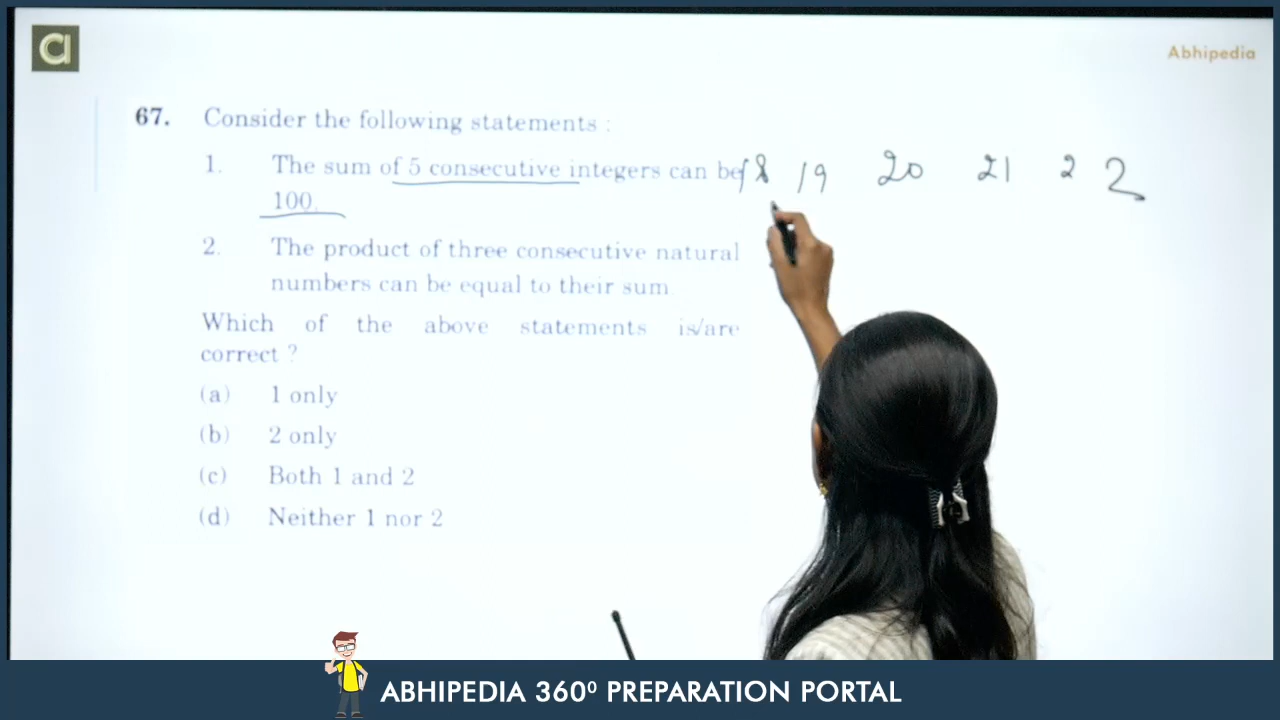 CA
Abhipedia
67. Consider the following statements :
1. The sum of 5 consecutive integers can be 18 19 20 21 22
100.
2. The product of three consecutive natural
numbers can be equal to their sum.
Which of the above statements is/are
correct ?
(a) 1 only
(b) 2 only
(c) Both 1 and 2
(d) Neither 1 nor 2
ABHIPEDIA 360⁰ PREPARATION PORTAL